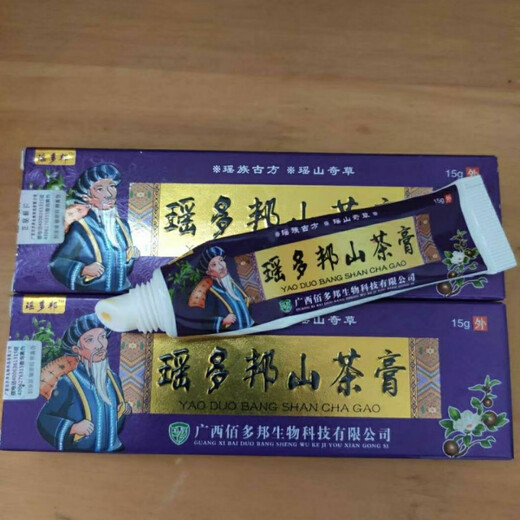 瑶多邦
※瑶族古方 ※瑶山奇草
15g 外
瑶多邦山茶膏
※瑶族古方 ※瑶山奇草※
15g 外
瑶多邦山茶膏
YAO DUO BANG SHAN CHA GAO
广西佰多邦生物科技有限公司
瑶多邦
瑶山奇草
15g 外
瑶多邦山茶膏
YAO DUO BANG SHAN CHA GAO
广西佰多邦生物科技有限公司
GUANG XI BAI DUO BANG SHENG WU KE JI YOU XIAN GONG SI